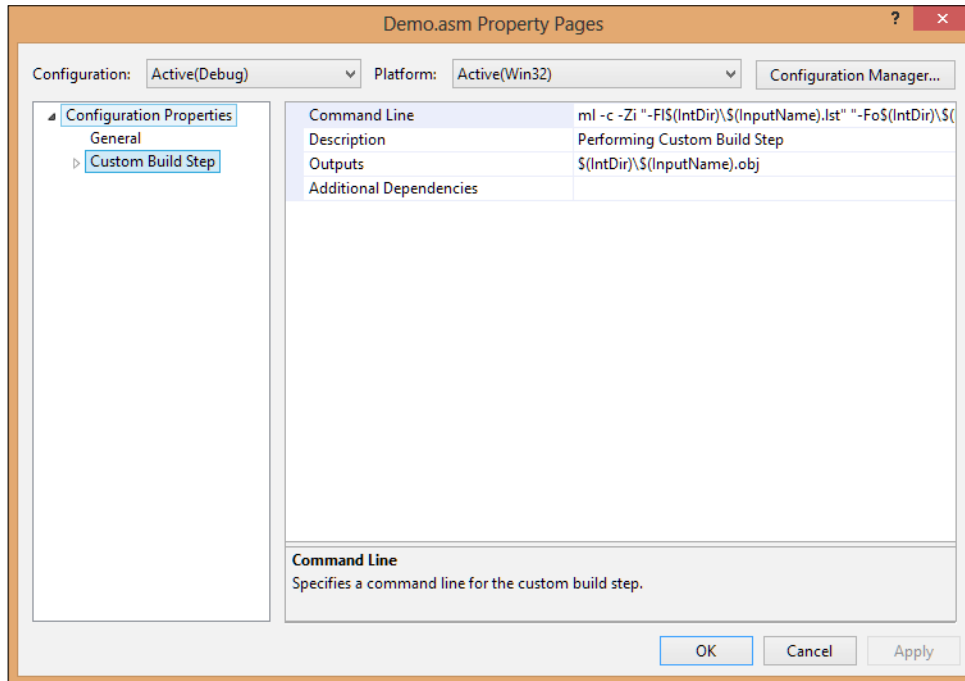 Demo.asm Property Pages
?
Configuration: Active(Debug) Platform: Active(Win32) Configuration Manager...
Configuration Properties
General
Custom Build Step
Command Line ml -c -Zi "-Fl$(IntDir)\$(InputName).lst" "-Fo$(IntDir)\$(
Description Performing Custom Build Step
Outputs $(IntDir)\$(InputName).obj
Additional Dependencies
Command Line
Specifies a command line for the custom build step.
OK Cancel Apply